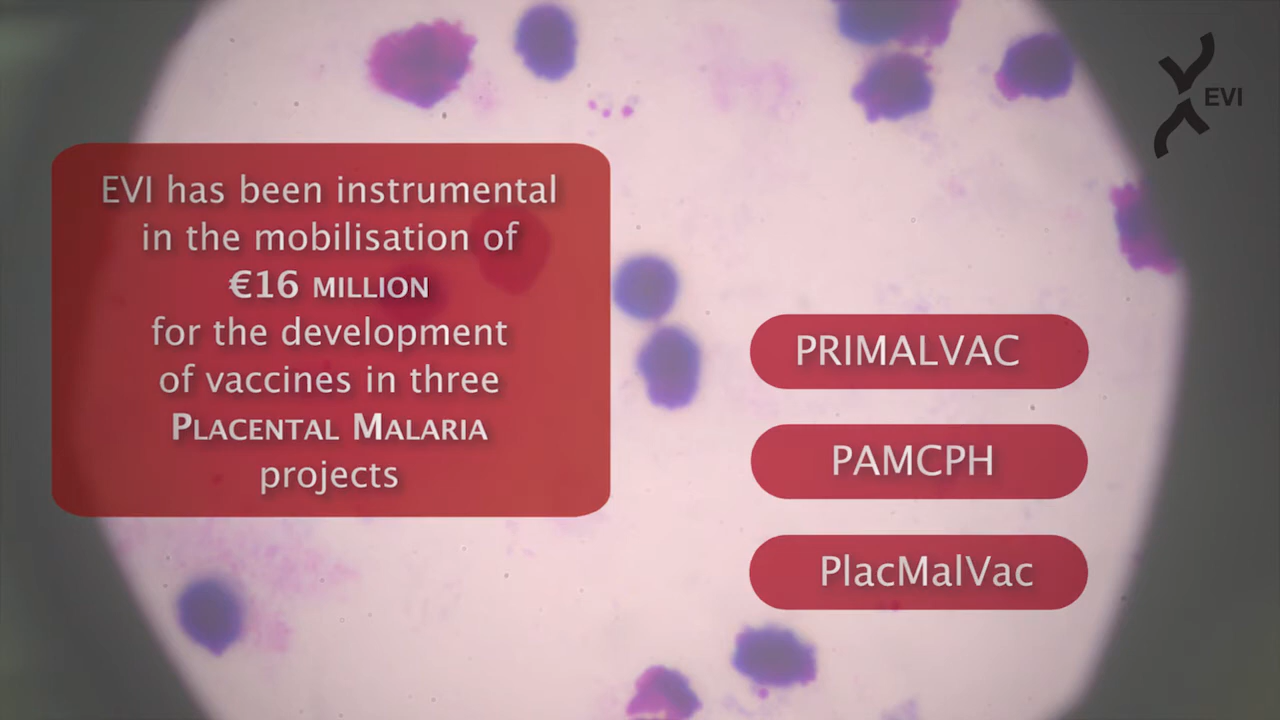 EVI has been instrumental
in the mobilisation of
€16 MILLION
for the development
of vaccines in three
PLACENTAL MALARIA
projects
PRIMALVAC
PAMCPH
PlacMalVac
EVI